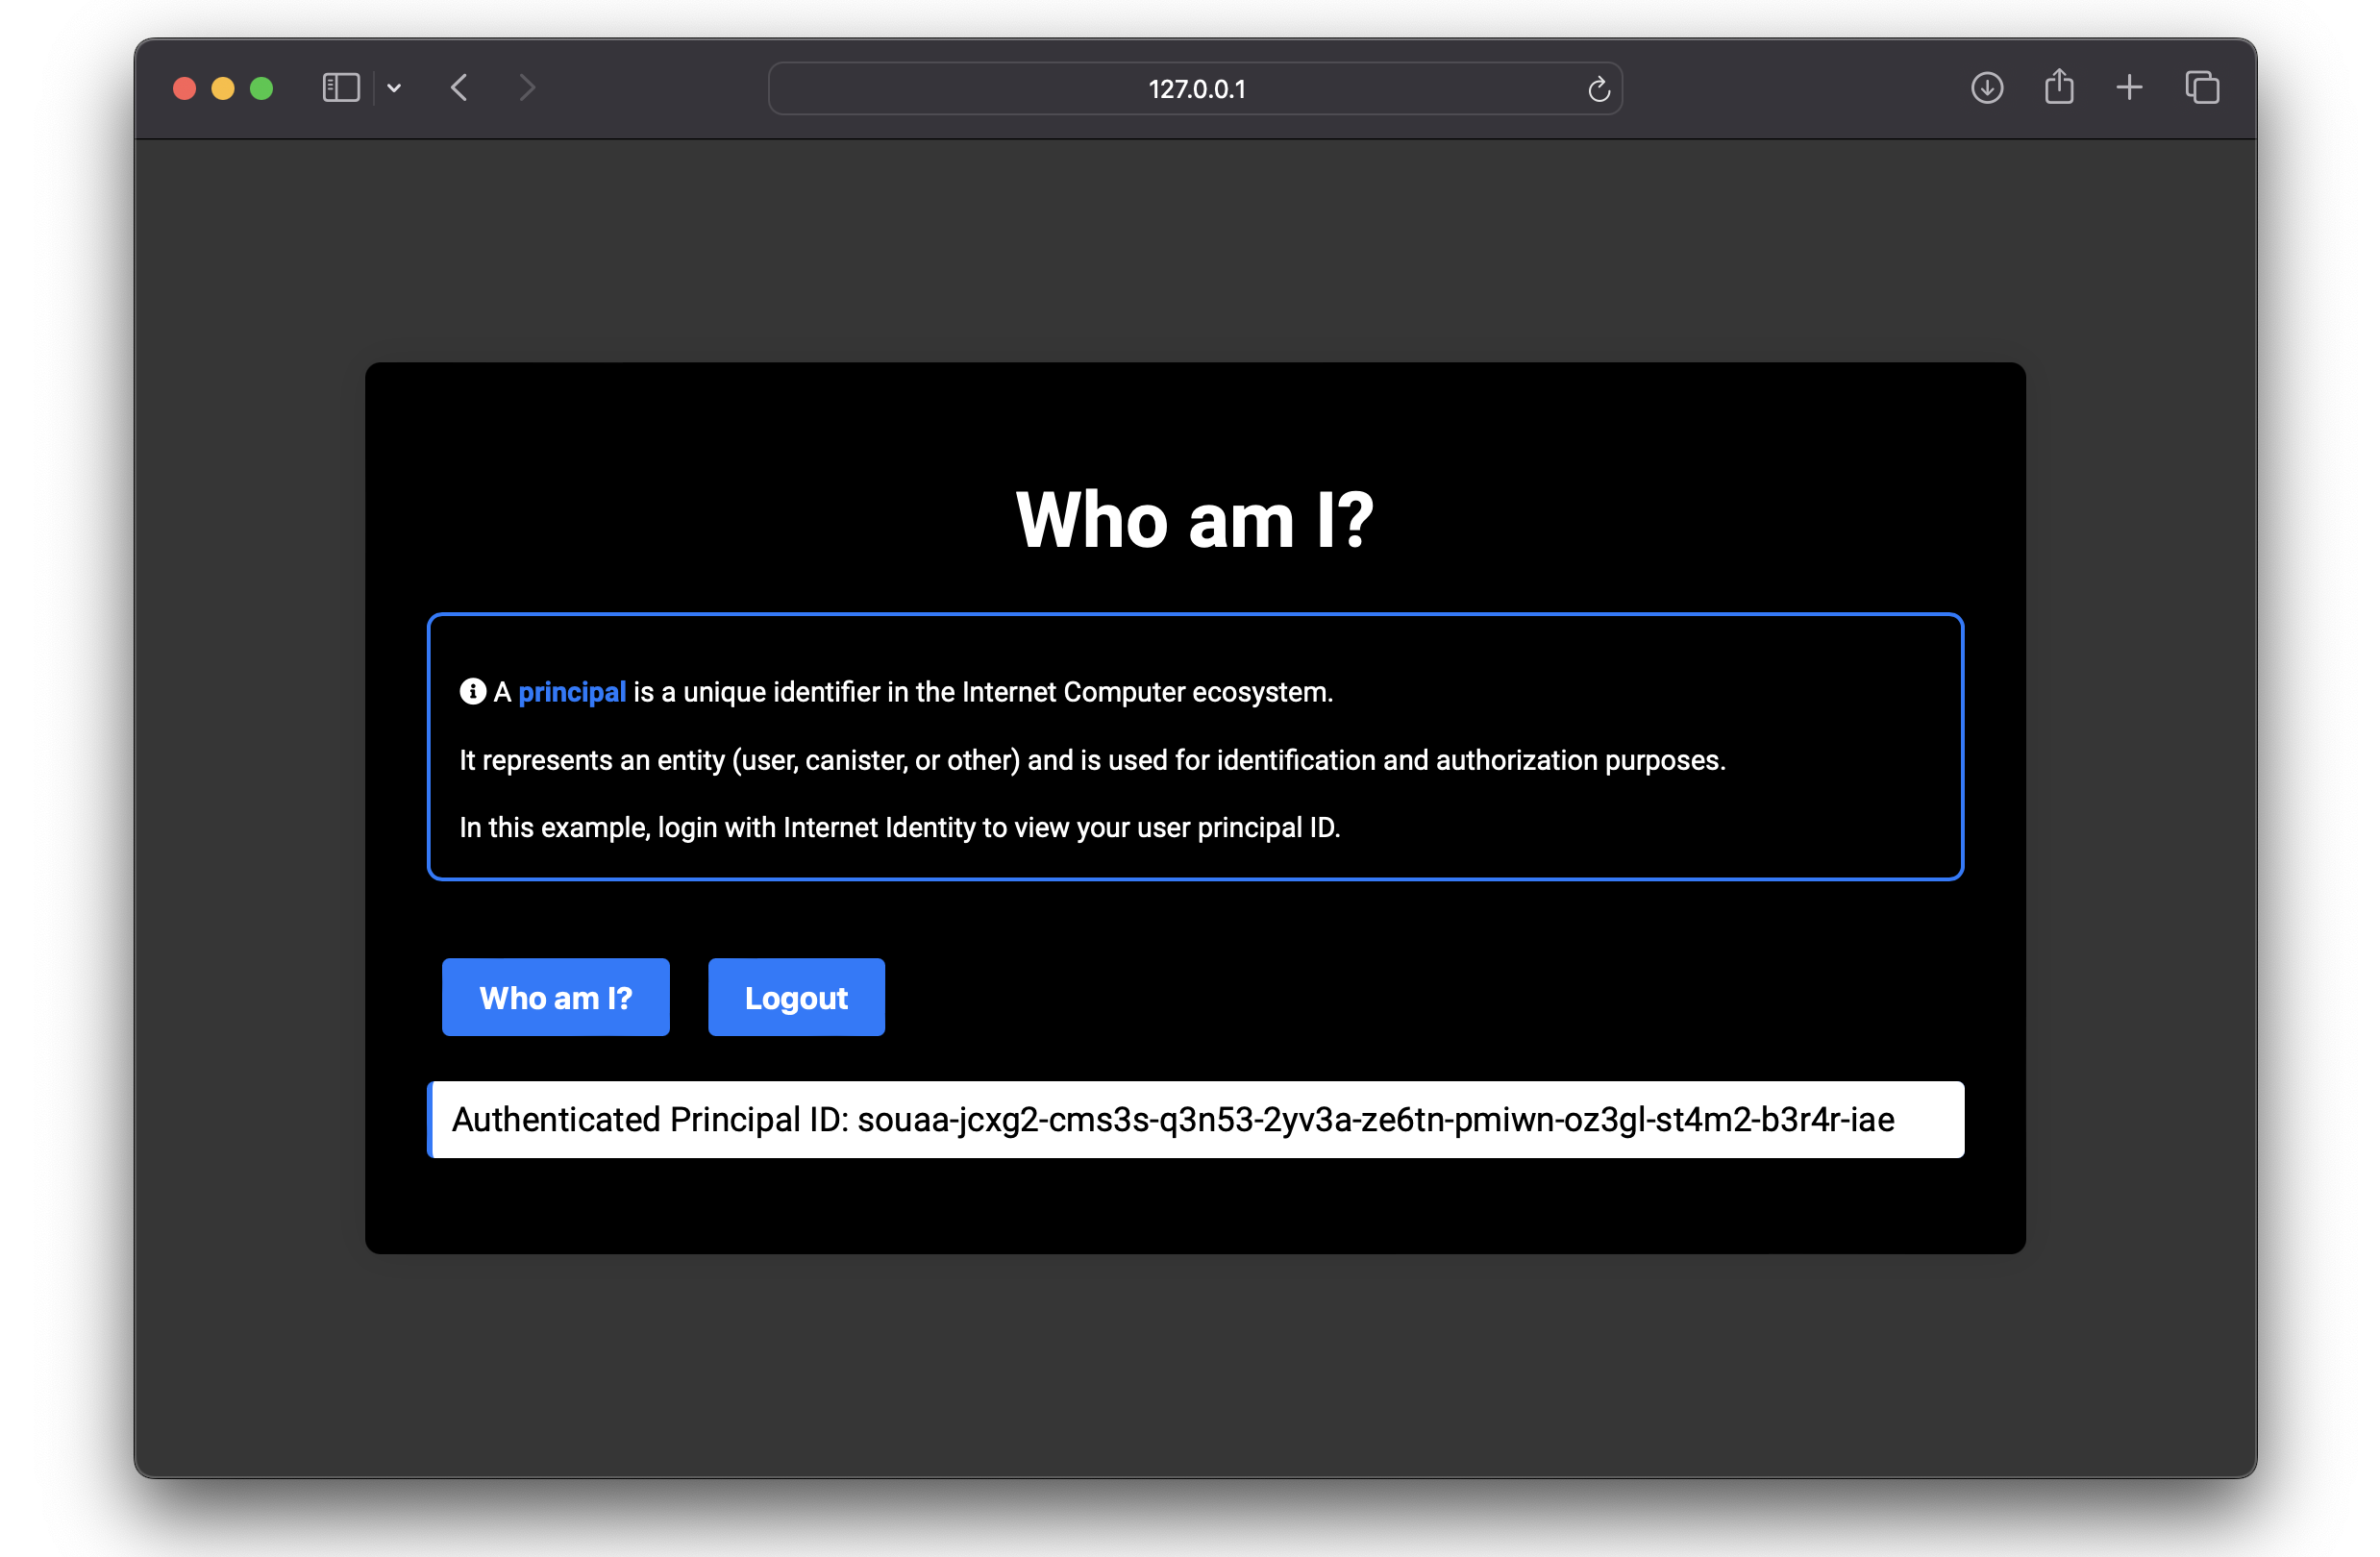 127.0.0.1
Who am I?
A principal is a unique identifier in the Internet Computer ecosystem.
It represents an entity (user, canister, or other) and is used for identification and authorization purposes.
In this example, login with Internet Identity to view your user principal ID.
Who am I? Logout
Authenticated Principal ID: souaa-jcxg2-cms3s-q3n53-2yv3a-ze6tn-pmiwn-oz3gl-st4m2-b3r4r-iae